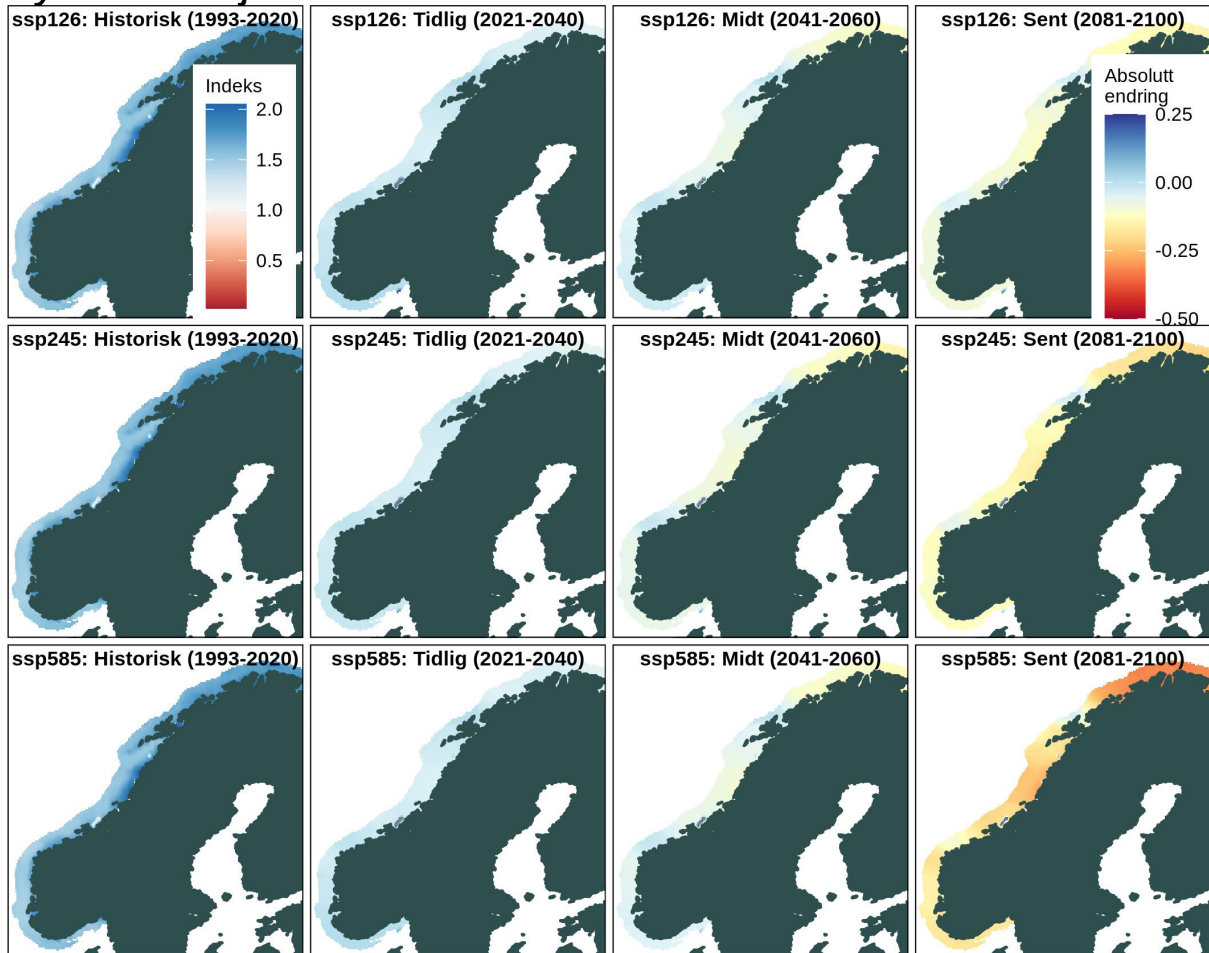 ssp126: Historisk (1993-2020)
ssp126: Tidlig (2021-2040)
ssp126: Midt (2041-2060)
ssp126: Sent (2081-2100)
Indeks
2.0
1.5
1.0
0.5
Absolutt
endring
0.25
0.00
-0.25
-0.50
ssp245: Historisk (1993-2020)
ssp245: Tidlig (2021-2040)
ssp245: Midt (2041-2060)
ssp245: Sent (2081-2100)
ssp585: Historisk (1993-2020)
ssp585: Tidlig (2021-2040)
ssp585: Midt (2041-2060)
ssp585: Sent (2081-2100)